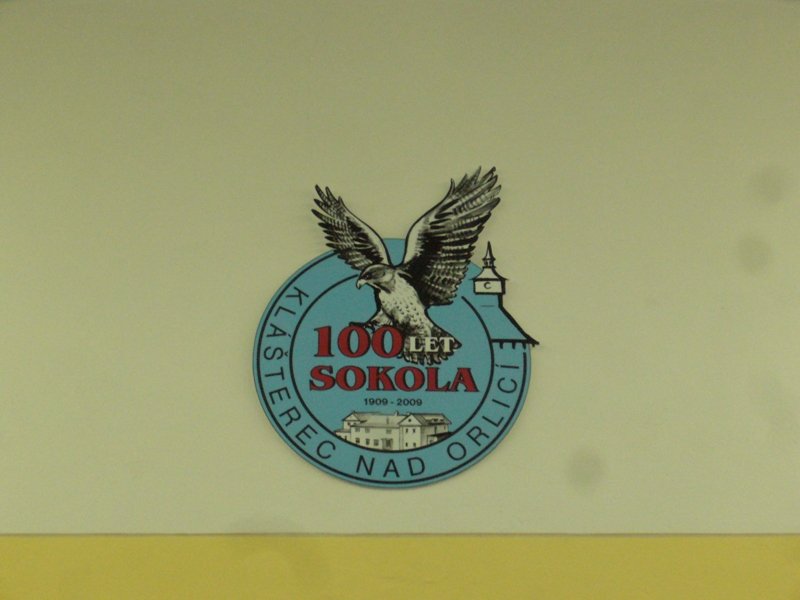 100 LET
SOKOLA
1909 - 2009
KLÁŠTEREC NAD ORLICÍ